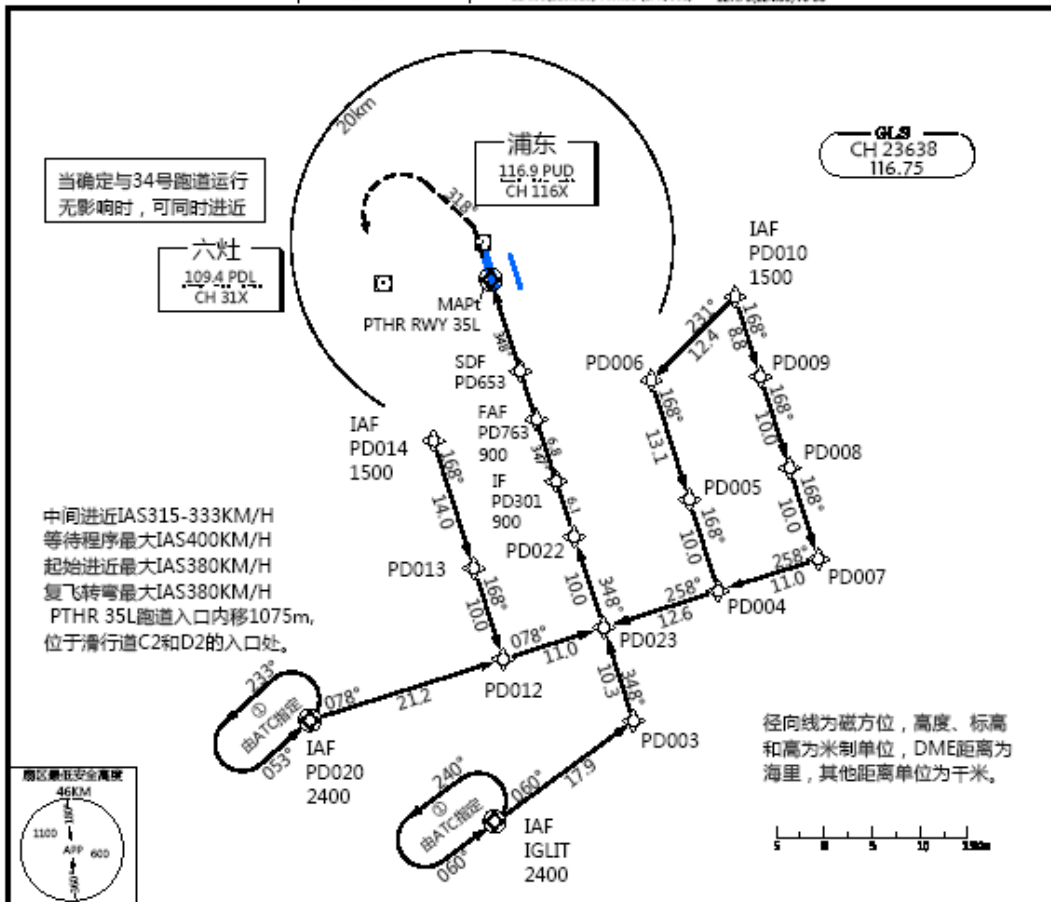 20km
浦东
116.9 PUD
CH 116X
GLS
CH 23638
116.75
当确定与34号跑道运行
无影响时，可同时进近
318°
六灶
109.4 PDL
CH 31X
IAF
PD010
1500
MAPt
PTHR RWY 35L
231°
12.4
168°
8.8
348°
PD006
PD009
SDF
PD653
168°
168°
10.0
FAF
PD763
900
13.1
IAF
PD014
1500
6.8
347°
PD008
168°
IF
PD301
900
PD005
168°
168°
10.0
14.0
6.1
10.0
中间进近IAS315-333KM/H
等待程序最大IAS400KM/H
起始进近最大IAS380KM/H
复飞转弯最大IAS380KM/H
PTHR 35L跑道入口内移1075m,
位于滑行道C2和D2的入口处。
PD022
PD013
168°
10.0
10.0
348°
258°
11.0
PD007
258°
12.6
PD004
PD023
078°
11.0
PD012
10.3
348°
233°
①
由ATC指定
053°
078°
21.2
IAF
PD020
2400
PD003
径向线为磁方位，高度、标高
和高为米制单位，DME距离为
海里，其他距离单位为千米。
240°
①
由ATC指定
060°
060°
17.9
IAF
IGLIT
2400
扇区最低安全高度
46KM
180°
1100
APP
600
360°
5 0 5 10 15km